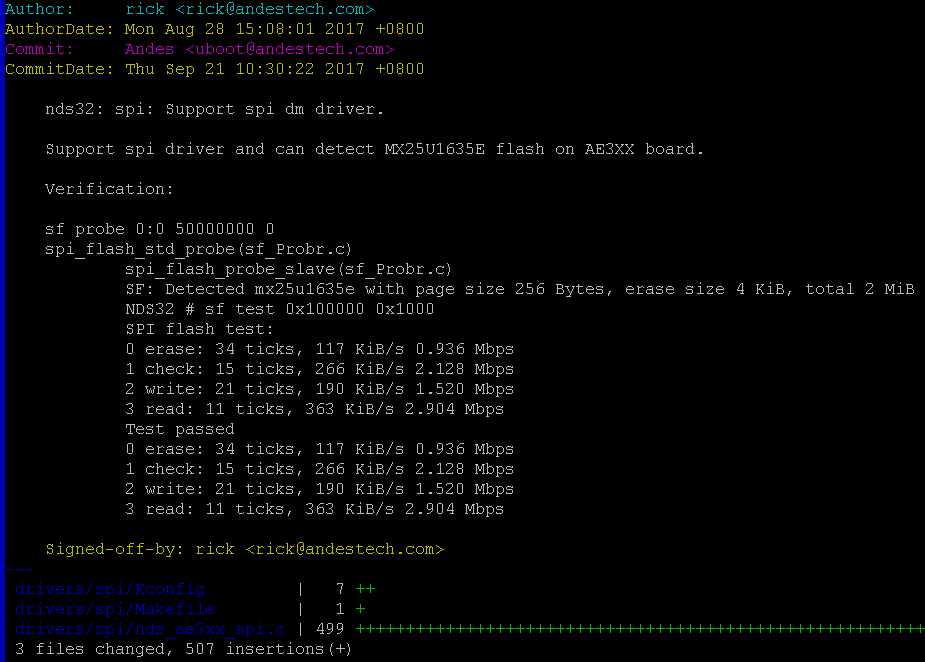 Author:     rick <rick@andestech.com>
AuthorDate: Mon Aug 28 15:08:01 2017 +0800
Commit:     Andes <uboot@andestech.com>
CommitDate: Thu Sep 21 10:30:22 2017 +0800
nds32: spi: Support spi dm driver.
Support spi driver and can detect MX25U1635E flash on AE3XX board.
Verification:
sf probe 0:0 50000000 0
spi_flash_std_probe(sf_Probr.c)
spi_flash_probe_slave(sf_Probr.c)
SF: Detected mx25u1635e with page size 256 Bytes, erase size 4 KiB, total 2 MiB
NDS32 # sf test 0x100000 0x1000
SPI flash test:
0 erase: 34 ticks, 117 KiB/s 0.936 Mbps
1 check: 15 ticks, 266 KiB/s 2.128 Mbps
2 write: 21 ticks, 190 KiB/s 1.520 Mbps
3 read: 11 ticks, 363 KiB/s 2.904 Mbps
Test passed
0 erase: 34 ticks, 117 KiB/s 0.936 Mbps
1 check: 15 ticks, 266 KiB/s 2.128 Mbps
2 write: 21 ticks, 190 KiB/s 1.520 Mbps
3 read: 11 ticks, 363 KiB/s 2.904 Mbps
Signed-off-by: rick <rick@andestech.com>
---
drivers/spi/Kconfig         |   7 ++
drivers/spi/Makefile        |   1 +
drivers/spi/nds_ae3xx_spi.c | 499 +++++++++++++++++++++++++++++++++++++++++++++++++++++++++
3 files changed, 507 insertions(+)